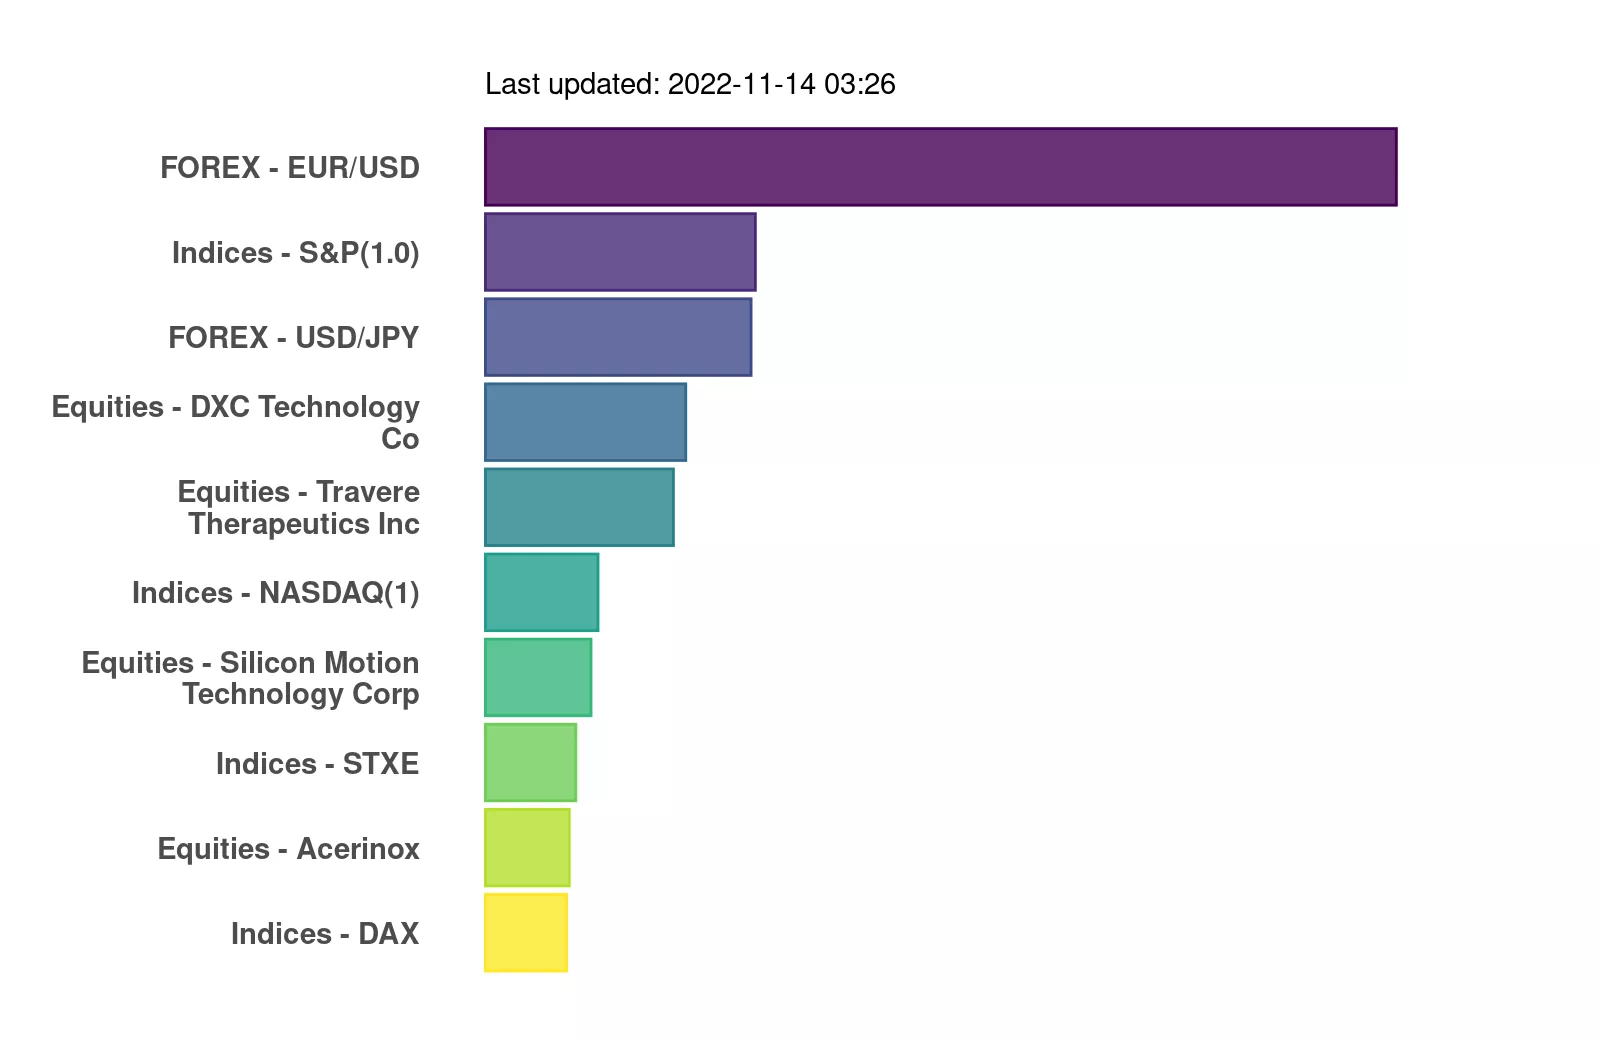 Last updated: 2022-11-14 03:26
FOREX - EUR/USD
Indices - S&P(1.0)
FOREX - USD/JPY
Equities - DXC Technology
Co
Equities - Travere
Therapeutics Inc
Indices - NASDAQ(1)
Equities - Silicon Motion
Technology Corp
Indices - STXE
Equities - Acerinox
Indices - DAX